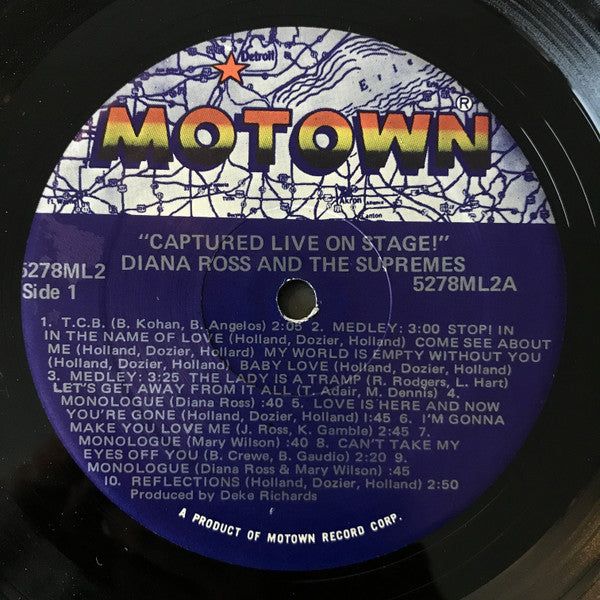 Detroit
Erie
MOTOWN®
Akron
Canton
"CAPTURED LIVE ON STAGE!"
5278ML2 DIANA ROSS AND THE SUPREMES 5278ML2A
Side 1
1. T.C.B. (B. Kohan, B. Angelos) 2:05 2. MEDLEY: 3:00 STOP! IN
IN THE NAME OF LOVE (Holland, Dozier, Holland) COME SEE ABOUT
ME (Holland, Dozier, Hollard) MY WORLD IS EMPTY WITHOUT YOU
(Holland, Dozier, Holland) BABY LOVE (Holland, Dozier, Holland)
3. MEDLEY: 3:25 THE LADY IS A TRAMP (R. Rodgers, L. Hart)
LET'S GET AWAY FROM IT ALL (T. Adair, M. Dennis) 4.
MONOLOGUE (Diana Ross) :40 5. LOVE IS HERE AND NOW
YOU'RE GONE (Holland, Dozier, Holland) 1:45 6. I'M GONNA
MAKE YOU LOVE ME (J. Ross, K. Gamble) 2:45 7.
MONOLOGUE (Mary Wilson) :40 8. CAN'T TAKE MY
EYES OFF YOU (B. Crewe, B. Gaudio) 2:20 9.
MONOLOGUE (Diana Ross & Mary Wilson) :45
10. REFLECTIONS (Holland, Dozier, Holland) 2:50
Produced by Deke Richards
A PRODUCT OF MOTOWN RECORD CORP.